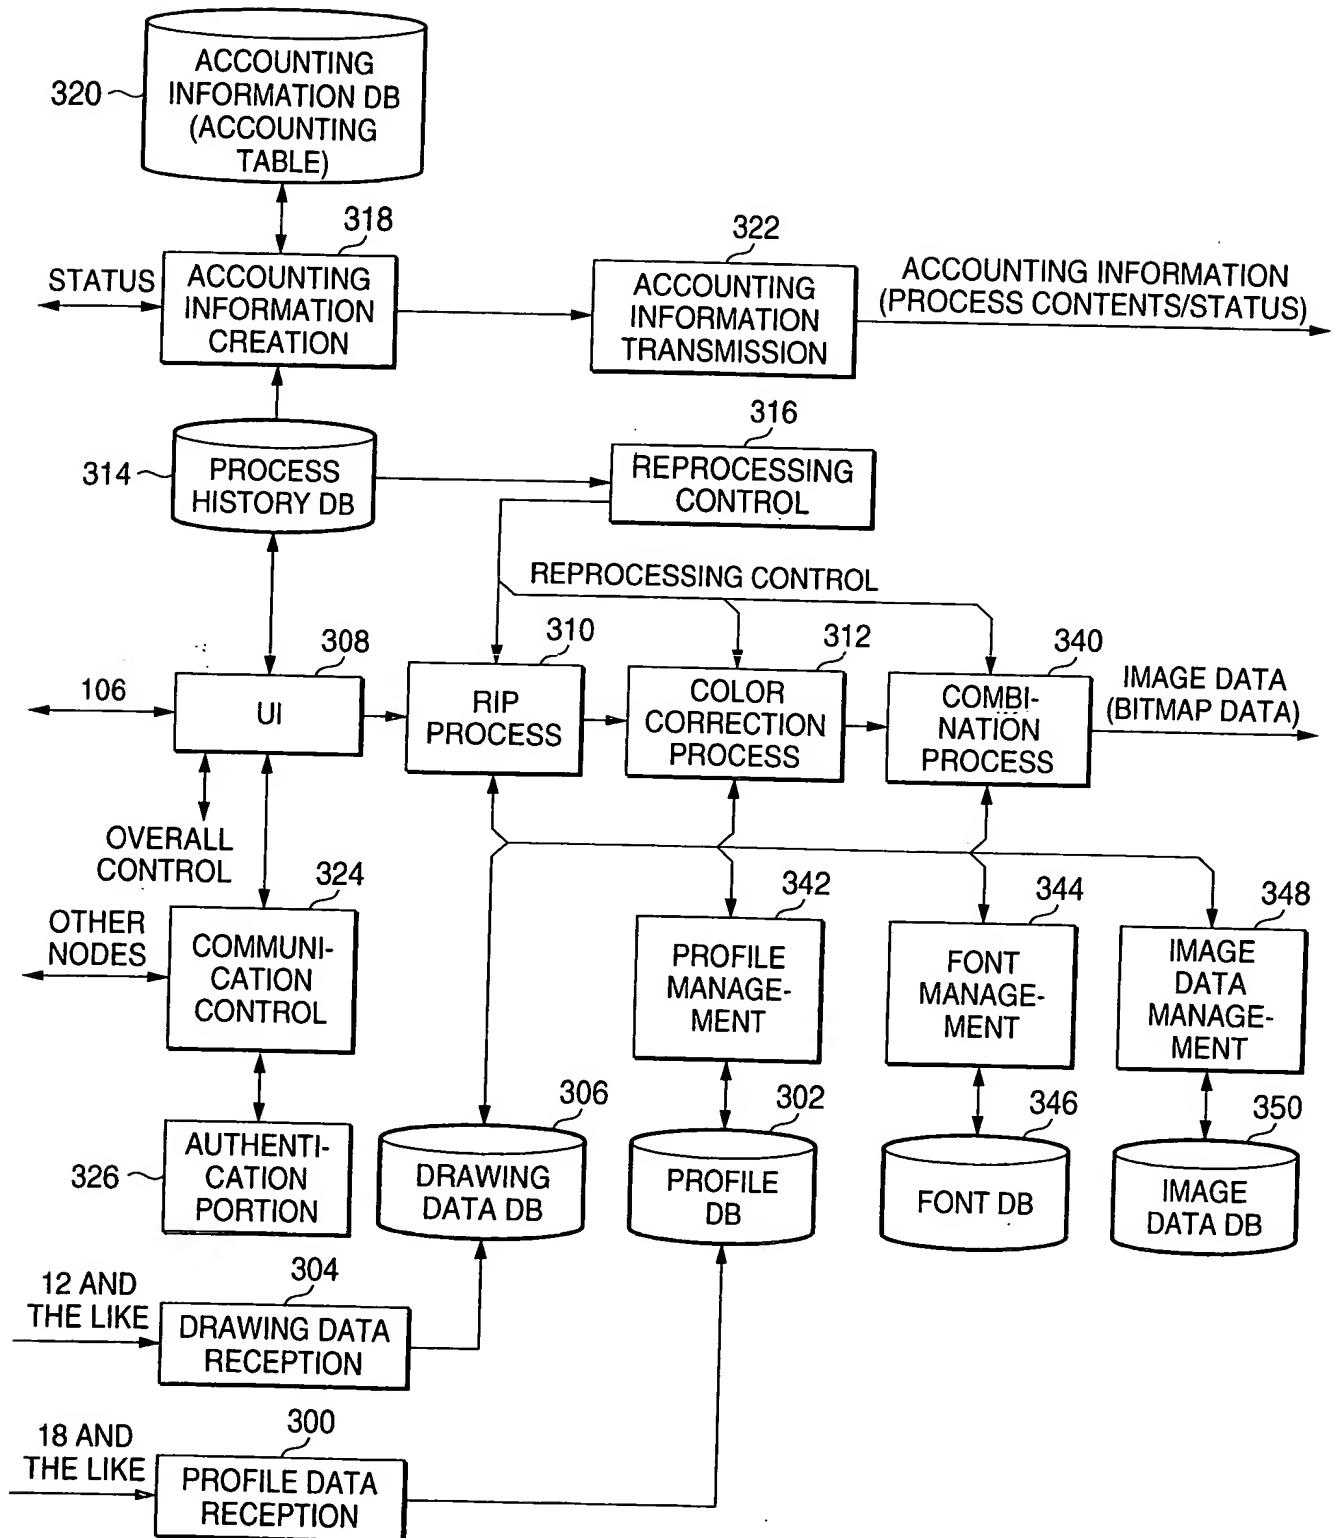 ACCOUNTING
INFORMATION DB
(ACCOUNTING
TABLE)
320
318
322
STATUS
ACCOUNTING
INFORMATION
CREATION
ACCOUNTING
INFORMATION
TRANSMISSION
ACCOUNTING INFORMATION
(PROCESS CONTENTS/STATUS)
314
PROCESS
HISTORY DB
316
REPROCESSING
CONTROL
REPROCESSING CONTROL
106
308
UI
310
RIP
PROCESS
312
COLOR
CORRECTION
PROCESS
340
COMBI-
NATION
PROCESS
IMAGE DATA
(BITMAP DATA)
OVERALL
CONTROL
OTHER
NODES
324
COMMUNI-
CATION
CONTROL
342
PROFILE
MANAGE-
MENT
344
FONT
MANAGE-
MENT
348
IMAGE
DATA
MANAGE-
MENT
326
AUTHENTI-
CATION
PORTION
306
DRAWING
DATA DB
302
PROFILE
DB
346
FONT DB
350
IMAGE
DATA DB
12 AND
THE LIKE
304
DRAWING DATA
RECEPTION
18 AND
THE LIKE
300
PROFILE DATA
RECEPTION